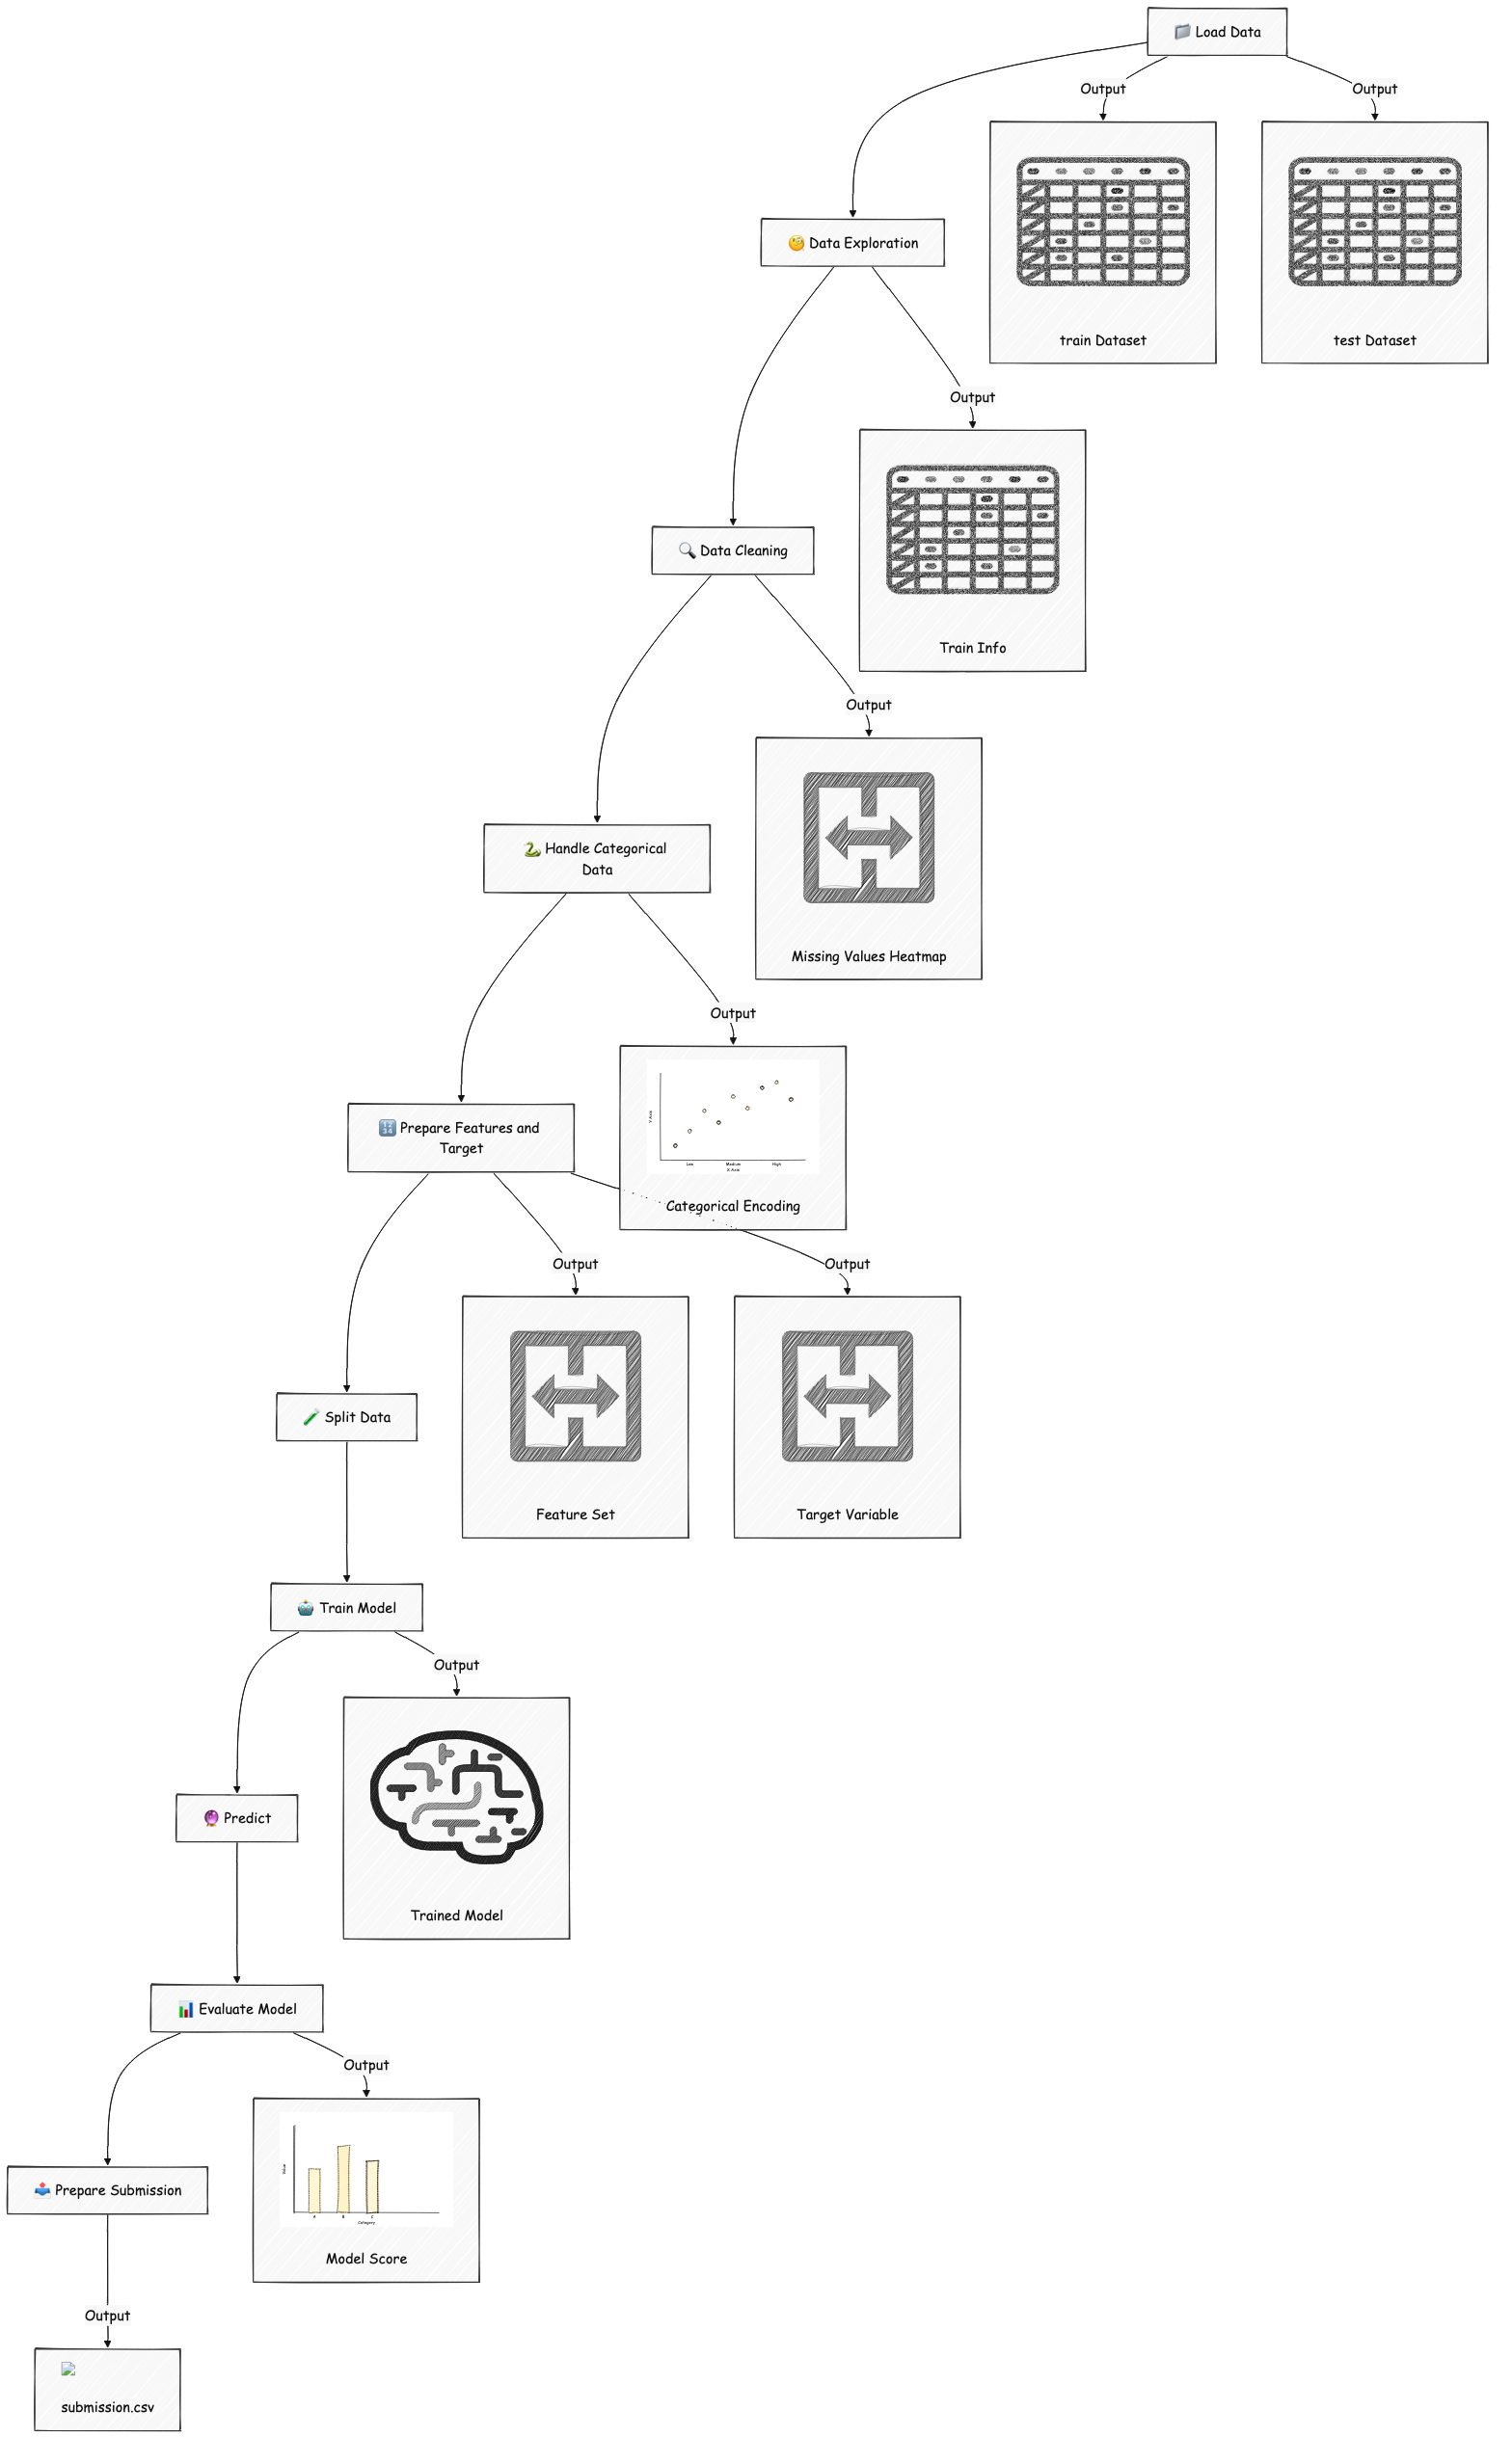 📁 Load Data
Output
Output
train Dataset
test Dataset
🧐 Data Exploration
Output
Train Info
🔍 Data Cleaning
Output
Missing Values Heatmap
🐍 Handle Categorical
Data
Output
Y Axis
Low Medium High
X Axis
Categorical Encoding
🔢 Prepare Features and
Target
Output
Output
Feature Set
Target Variable
🧪 Split Data
🤖 Train Model
Output
Trained Model
🔮 Predict
📊 Evaluate Model
Output
Value
A B C
Category
Model Score
📤 Prepare Submission
Output
submission.csv